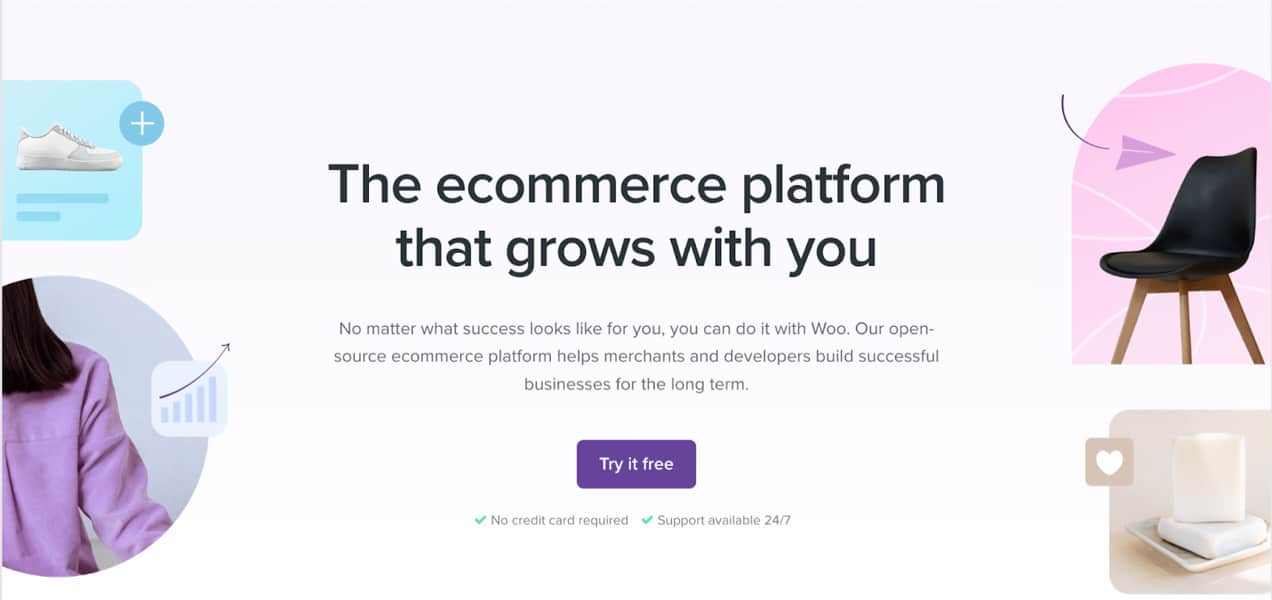 The ecommerce platform
that grows with you
No matter what success looks like for you, you can do it with Woo. Our open-
source ecommerce platform helps merchants and developers build successful
businesses for the long term.
Try it free
No credit card required Support available 24/7